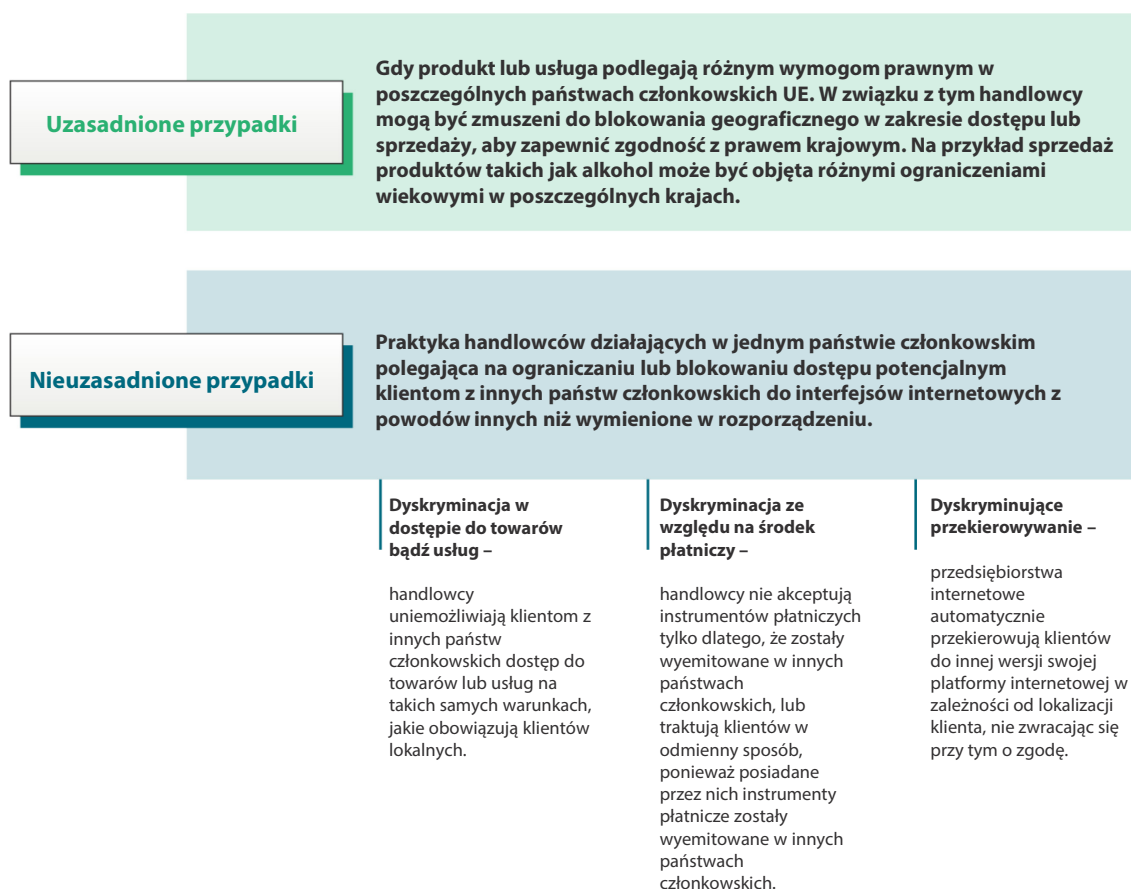 Uzasadnione przypadki
Gdy produkt lub usługa podlegają różnym wymogom prawnym w
poszczególnych państwach członkowskich UE. W związku z tym handlowcy
mogą być zmuszeni do blokowania geograficznego w zakresie dostępu lub
sprzedaży, aby zapewnić zgodność z prawem krajowym. Na przykład sprzedaż
produktów takich jak alkohol może być objęta różnymi ograniczeniami
wiekowymi w poszczególnych krajach.
Nieuzasadnione przypadki
Praktyka handlowców działających w jednym państwie członkowskim
polegająca na ograniczaniu lub blokowaniu dostępu potencjalnym
klientom z innych państw członkowskich do interfejsów internetowych z
powodów innych niż wymienione w rozporządzeniu.
Dyskryminacja w
dostępie do towarów
bądź usług –
handlowcy
uniemożliwiają klientom z
innych państw
członkowskich dostęp do
towarów lub usług na
takich samych warunkach,
jakie obowiązują klientów
lokalnych.
Dyskryminacja ze
względu na środek
płatniczy –
handlowcy nie akceptują
instrumentów płatniczych
tylko dlatego, że zostały
wyemitowane w innych
państwach
członkowskich, lub
traktują klientów w
odmienny sposób,
ponieważ posiadane
przez nich instrumenty
płatnicze zostały
wyemitowane w innych
państwach
członkowskich.
Dyskryminujące
przekierowywanie –
przedsiębiorstwa
internetowe
automatycznie
przekierowują klientów
do innej wersji swojej
platformy internetowej w
zależności od lokalizacji
klienta, nie zwracając się
przy tym o zgodę.